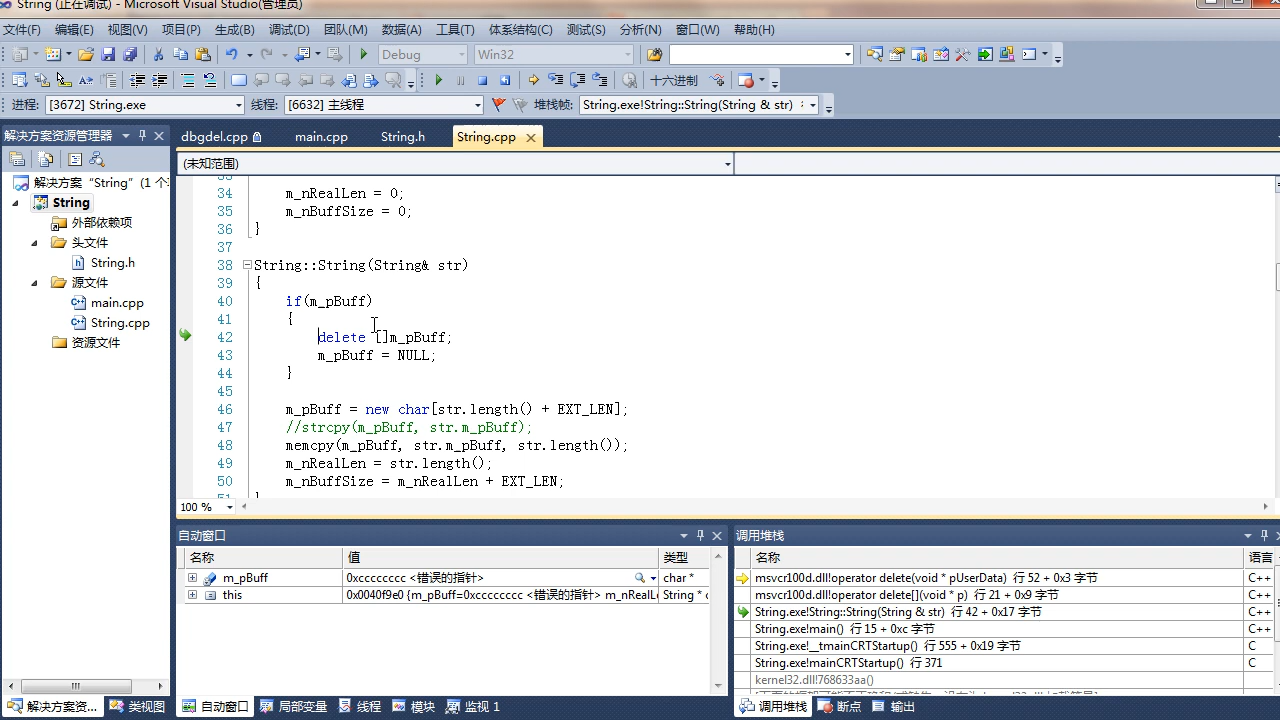 String (正在调试) - Microsoft Visual Studio(管理员)
文件(F) 编辑(E) 视图(V) 项目(P) 生成(B) 调试(D) 团队(M) 数据(A) 工具(T) 体系结构(C) 测试(S) 分析(N) 窗口(W) 帮助(H)
Debug Win32
十六进制
进程: [3672] String.exe 线程: [6632] 主线程 堆栈帧: String.exe!String::String(String & str)
解决方案资源管理器
dbgdel.cpp main.cpp String.h String.cpp
(未知范围)
解决方案 "String" (1 个
String
外部依赖项
头文件
String.h
源文件
main.cpp
String.cpp
资源文件
33
34 m_nRealLen = 0;
35 m_nBuffSize = 0;
36 }
37
38 String::String(String& str)
39 {
40 if(m_pBuff)
41 {
42 delete []m_pBuff;
43 m_pBuff = NULL;
44 }
45
46 m_pBuff = new char[str.length() + EXT_LEN];
47 //strcpy(m_pBuff, str.m_pBuff);
48 memcpy(m_pBuff, str.m_pBuff, str.length());
49 m_nRealLen = str.length();
50 m_nBuffSize = m_nRealLen + EXT_LEN;
51 }
100 %
自动窗口
名称 值 类型
m_pBuff 0xcccccccc <错误的指针> char *
this 0x0040f9e0 {m_pBuff=0xcccccccc <错误的指针> m_nRealL String * c
调用堆栈
名称 语言
msvcr100d.dll!operator delete(void * pUserData) 行 52 + 0x3 字节 C++
msvcr100d.dll!operator delete[](void * p) 行 21 + 0x9 字节 C++
String.exe!String::String(String & str) 行 42 + 0x17 字节 C++
String.exe!main() 行 15 + 0xc 字节 C++
String.exe!__tmainCRTStartup() 行 555 + 0x19 字节 C
String.exe!mainCRTStartup() 行 371 C
kernel32.dll!768633aa()
解决方案资... 类视图
自动窗口 局部变量 线程 模块 监视 1
调用堆栈 断点 输出